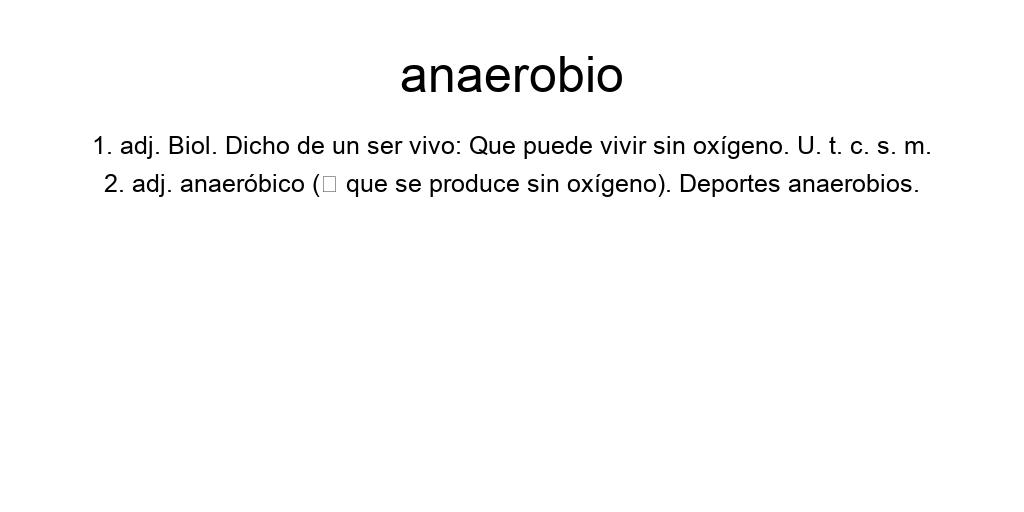 anaerobio
1. adj. Biol. Dicho de un ser vivo: Que puede vivir sin oxígeno. U. t. c. s. m.
2. adj. anaeróbico (□ que se produce sin oxígeno). Deportes anaerobios.